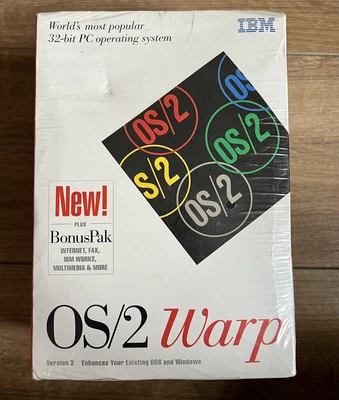 World's most popular
32-bit PC operating system
IBM
OS/2
OS/2
OS/2
S/2
OS/2
New!
PLUS
BonusPak
INTERNET, FAX,
IBM WORKS,
MULTIMEDIA & MORE
OS/2 Warp
Version 3 Enhances Your Existing DOS and Windows